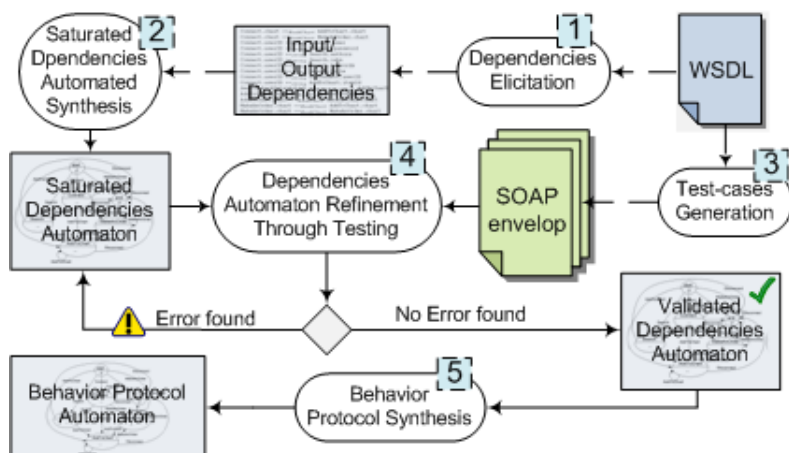 Saturated
Dpendencies
Automated
Synthesis
2
Input/
Output
Dependencies
1
Dependencies
Elicitation
WSDL
3
Test-cases
Generation
SOAP
envelop
4
Dependencies
Automaton Refinement
Through Testing
Saturated
Dependencies
Automaton
Error found
No Error found
Validated
Dependencies
Automaton
5
Behavior
Protocol Synthesis
Behavior Protocol
Automaton